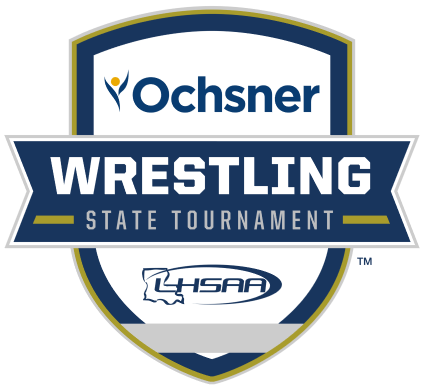 Ochsner
WRESTLING
STATE TOURNAMENT
™
LHSAA